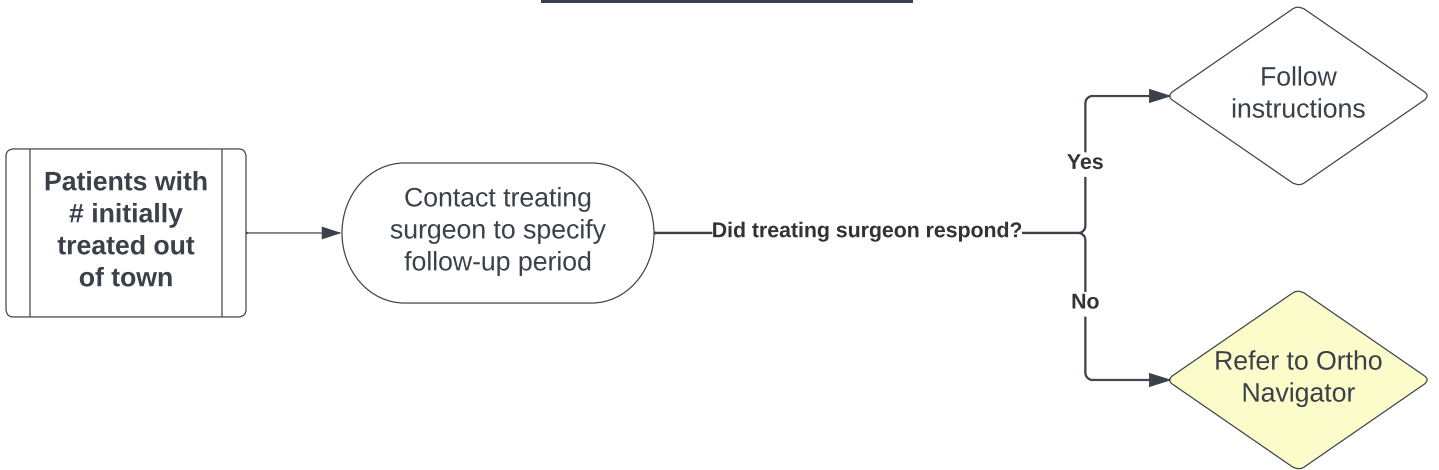 Patients with
# initially
treated out
of town
Contact treating
surgeon to specify
follow-up period
Did treating surgeon respond?
Yes
Follow
instructions
No
Refer to Ortho
Navigator